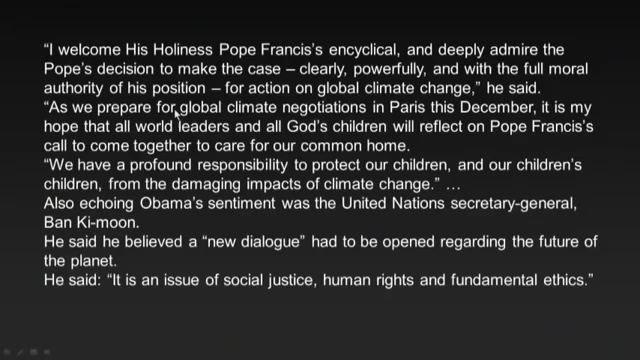 “I welcome His Holiness Pope Francis’s encyclical, and deeply admire the
Pope’s decision to make the case – clearly, powerfully, and with the full moral
authority of his position – for action on global climate change,” he said.
“As we prepare for global climate negotiations in Paris this December, it is my
hope that all world leaders and all God’s children will reflect on Pope Francis’s
call to come together to care for our common home.
“We have a profound responsibility to protect our children, and our children’s
children, from the damaging impacts of climate change.” …
Also echoing Obama’s sentiment was the United Nations secretary-general,
Ban Ki-moon.
He said he believed a “new dialogue” had to be opened regarding the future of
the planet.
He said: “It is an issue of social justice, human rights and fundamental ethics.”